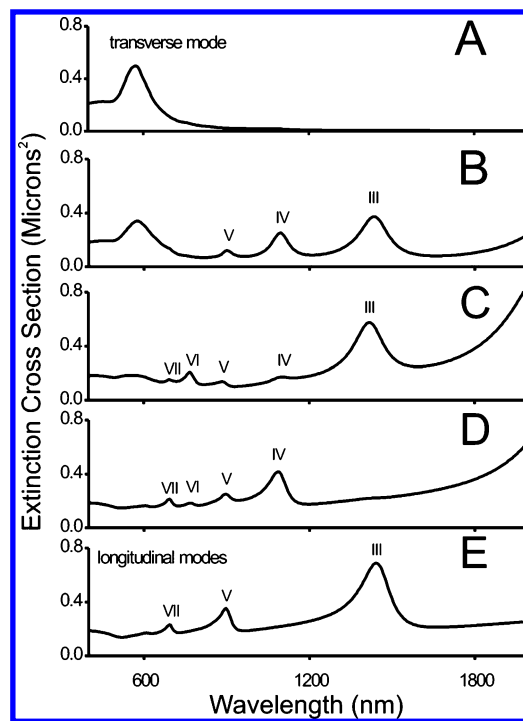 0.8
transverse mode
A
0.4
0.0
0.8
B
III
IV
0.4
V
0.0
0.8
C
III
0.4
VII VI V IV
0.0
0.8
D
IV
0.4
VII VI V
0.0
0.8
E
longitudinal modes
III
0.4
VII V
0.0
600 1200 1800
Wavelength (nm)
Extinction Cross Section (Microns²)